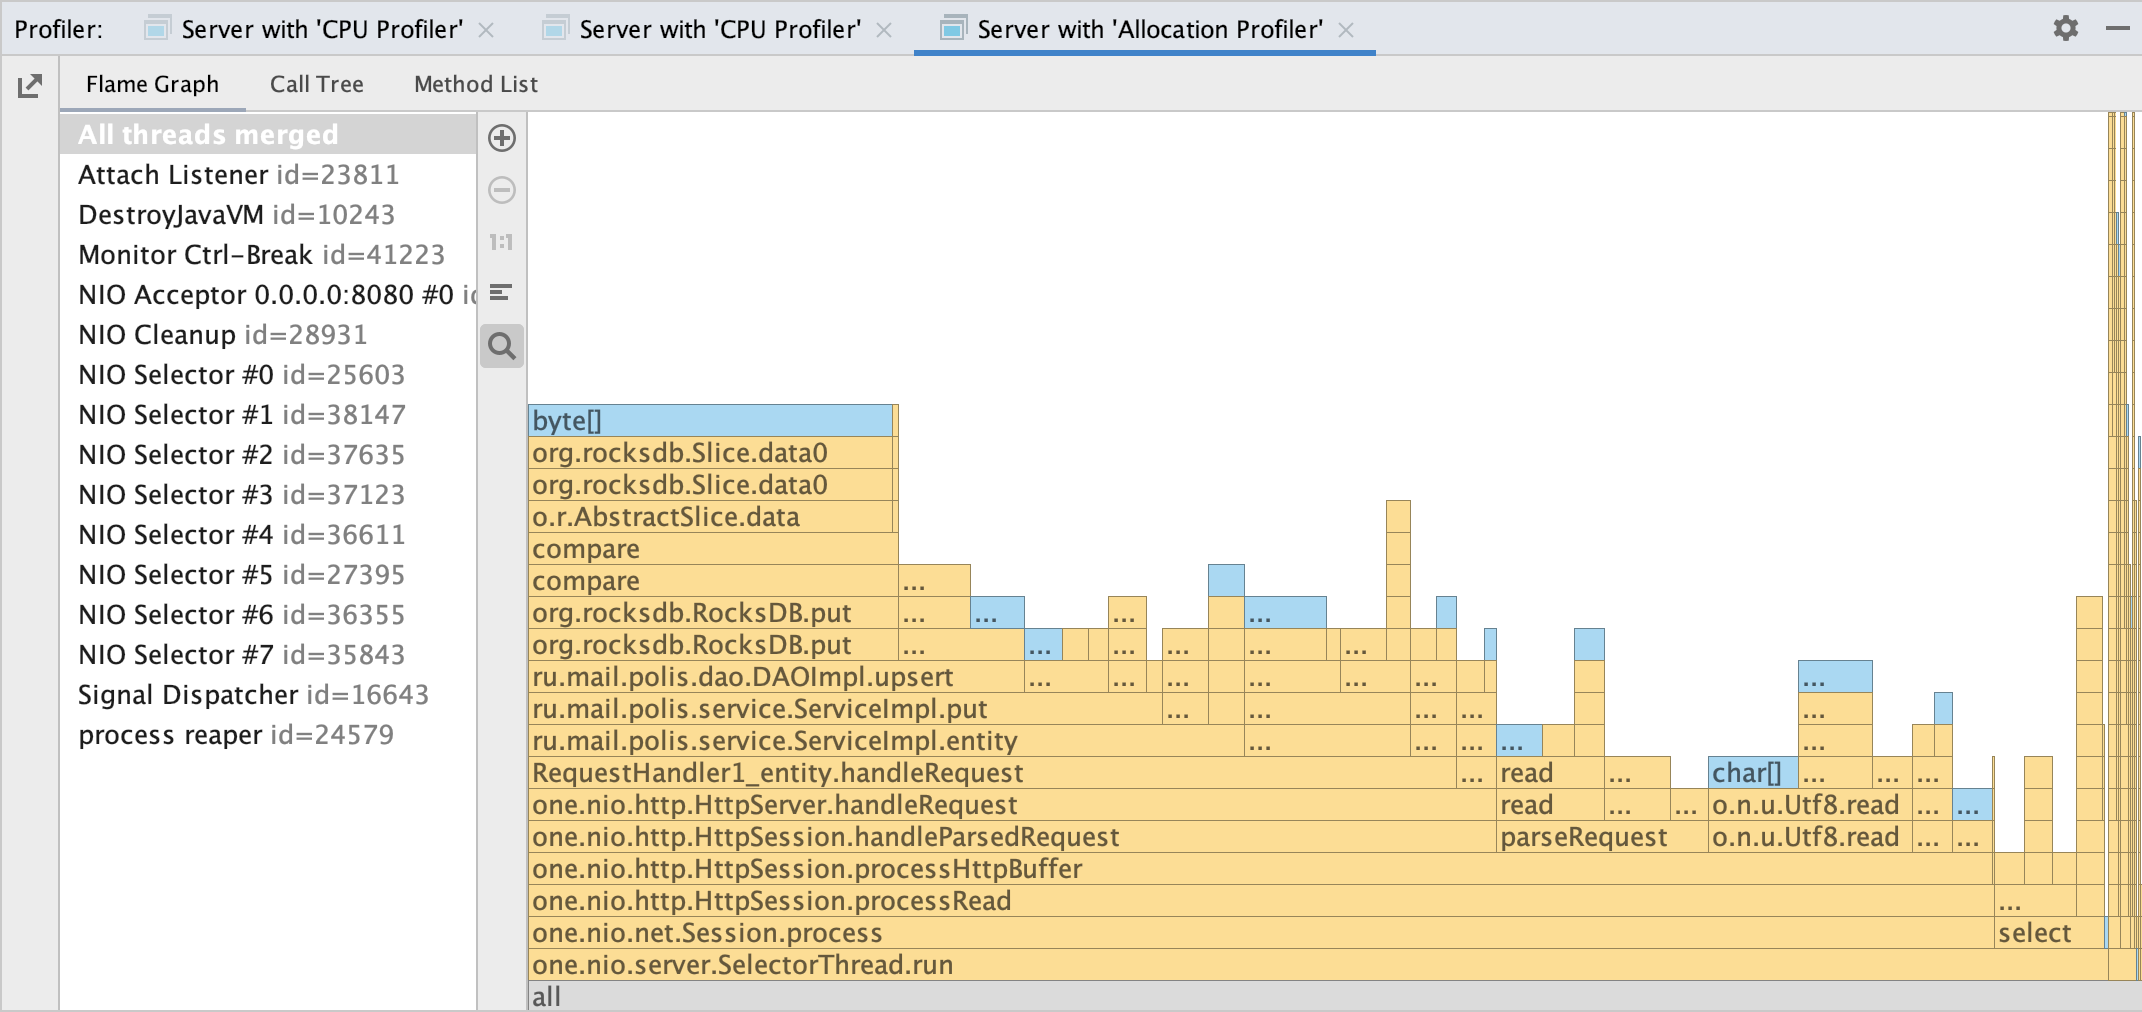 Profiler: Server with 'CPU Profiler' Server with 'CPU Profiler' Server with 'Allocation Profiler'
Flame Graph Call Tree Method List
All threads merged
Attach Listener id=23811
DestroyJavaVM id=10243
Monitor Ctrl-Break id=41223
NIO Acceptor 0.0.0.0:8080 #0
NIO Cleanup id=28931
NIO Selector #0 id=25603
NIO Selector #1 id=38147
NIO Selector #2 id=37635
NIO Selector #3 id=37123
NIO Selector #4 id=36611
NIO Selector #5 id=27395
NIO Selector #6 id=36355
NIO Selector #7 id=35843
Signal Dispatcher id=16643
process reaper id=24579
1:1
byte[]
org.rocksdb.Slice.data0
org.rocksdb.Slice.data0
o.r.AbstractSlice.data
compare
compare ...
org.rocksdb.RocksDB.put ... ... ... ...
org.rocksdb.RocksDB.put ... ... ... ... ... ...
ru.mail.polis.dao.DAOImpl.upsert ... ... ... ... ... ... ...
ru.mail.polis.service.ServiceImpl.put ... ... ... ... ...
ru.mail.polis.service.ServiceImpl.entity ... ... ... ... ...
RequestHandler1_entity.handleRequest ... read ... char[] ... ... ...
one.nio.http.HttpServer.handleRequest read ... ... o.n.u.Utf8.read ... ...
one.nio.http.HttpSession.handleParsedRequest parseRequest o.n.u.Utf8.read ... ...
one.nio.http.HttpSession.processHttpBuffer
one.nio.http.HttpSession.processRead ...
one.nio.net.Session.process select
one.nio.server.SelectorThread.run
all